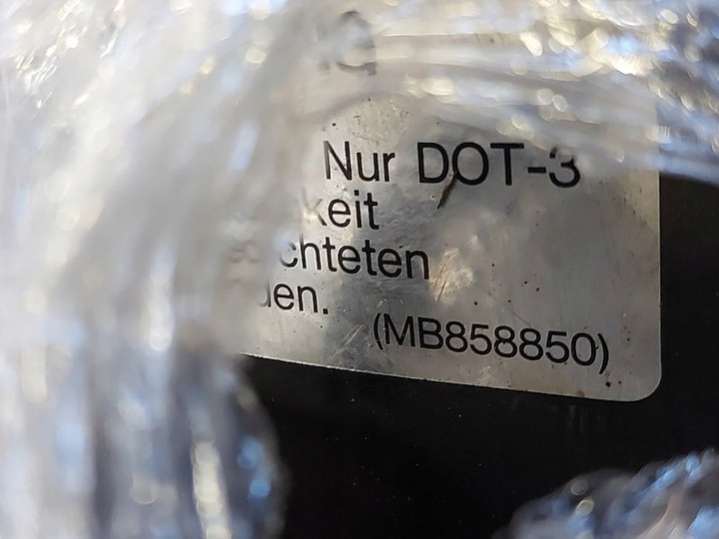 G
Nur DOT-3
keit
chteten
den.
(MB858850)